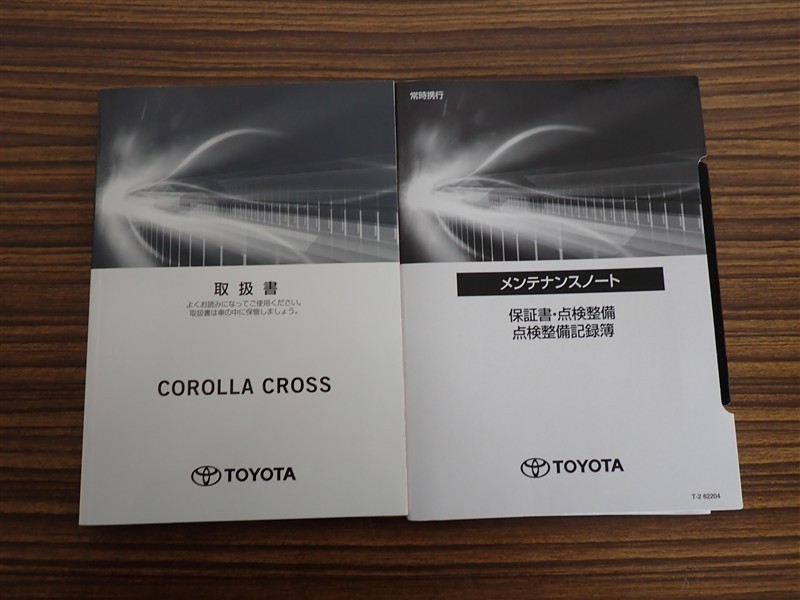 取扱書
よくお読みになってご使用ください。
取扱書は車の中に保管しましょう。
COROLLA CROSS
TOYOTA
常時携行
メンテナンスノート
保証書・点検整備
点検整備記録簿
TOYOTA
T-2 62204